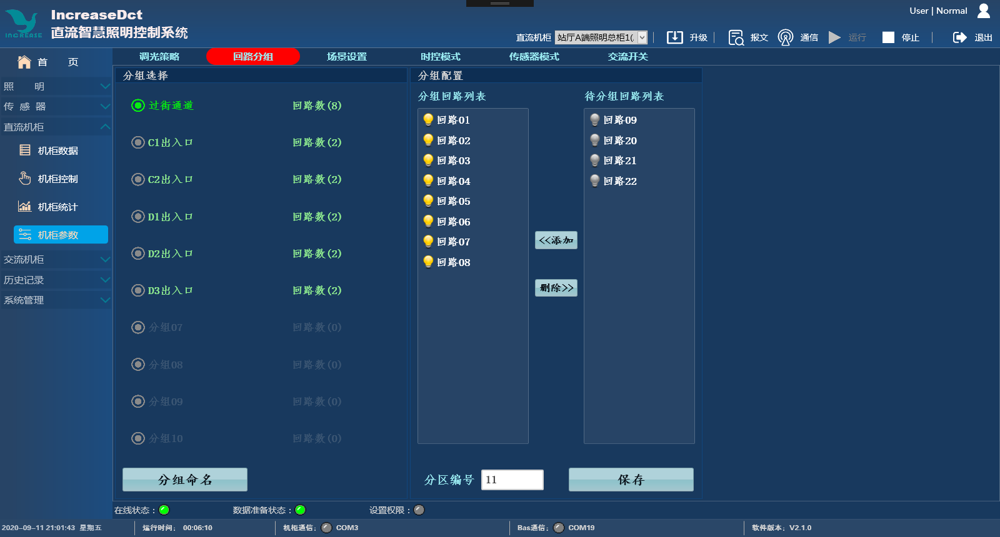 IncreaseDct
直流智慧照明控制系统
INCREASE
User | Normal
直流机柜 站厅A端照明总柜1(. 升级 报文 通信 运行 停止 退出
首 页
照 明
传 感 器
直流机柜
机柜数据
机柜控制
机柜统计
机柜参数
交流机柜
历史记录
系统管理
调光策略 回路分组 场景设置 时控模式 传感器模式 交流开关
分组选择
过街通道 回路数(8)
C1出入口 回路数(2)
C2出入口 回路数(2)
D1出入口 回路数(2)
D2出入口 回路数(2)
D3出入口 回路数(2)
分组07 回路数(0)
分组08 回路数(0)
分组09 回路数(0)
分组10 回路数(0)
分组命名
分组配置
分组回路列表
回路01
回路02
回路03
回路04
回路05
回路06
回路07
回路08
<<添加
删除>>
待分组回路列表
回路09
回路20
回路21
回路22
分区编号 11
保存
在线状态： 数据准备状态： 设置权限：
2020-09-11 21:01:43 星期五 运行时间： 00:06:10 机柜通信： COM3 Bas通信： COM19 软件版本：V2.1.0